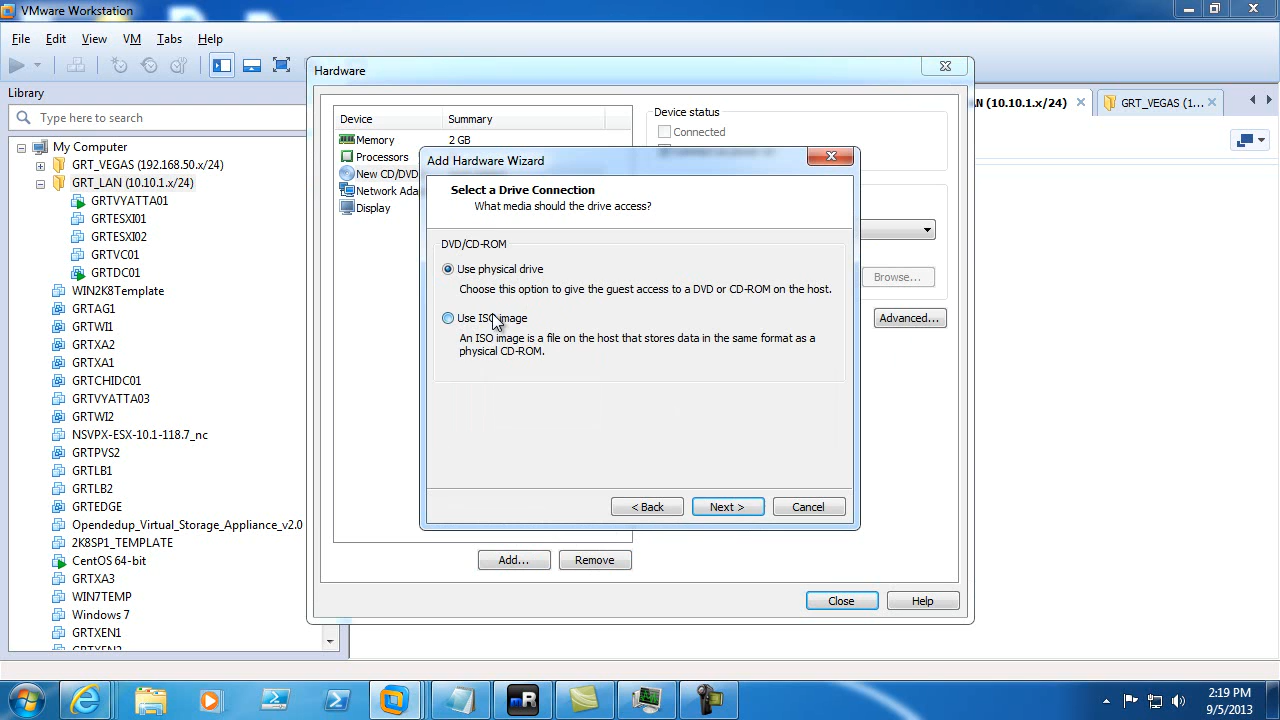 VMware Workstation
File Edit View VM Tabs Help
Library
Type here to search
My Computer
GRT_VEGAS (192.168.50.x/24)
GRT_LAN (10.10.1.x/24)
GRTVYATTA01
GRTESXI01
GRTESXI02
GRTVC01
GRTDC01
WIN2K8Template
GRTAG1
GRTWI1
GRTXA2
GRTXA1
GRTCHIDC01
GRTVYATTA03
GRTWI2
NSVPX-ESX-10.1-118.7_nc
GRTPVS2
GRTLB1
GRTLB2
GRTEDGE
Opendedup_Virtual_Storage_Appliance_v2.0
2K8SP1_TEMPLATE
CentOS 64-bit
GRTXA3
WIN7TEMP
Windows 7
GRTXEN1
GRTXEN2
N (10.10.1.x/24)
GRT_VEGAS (1...
Hardware
Device Summary
Memory 2 GB
Processors
New CD/DVD
Network Ada
Display
Device status
Connected
Browse...
Advanced...
Add... Remove
Close Help
Add Hardware Wizard
Select a Drive Connection
What media should the drive access?
DVD/CD-ROM
Use physical drive
Choose this option to give the guest access to a DVD or CD-ROM on the host.
Use ISO image
An ISO image is a file on the host that stores data in the same format as a
physical CD-ROM.
< Back Next > Cancel
2:19 PM
9/5/2013